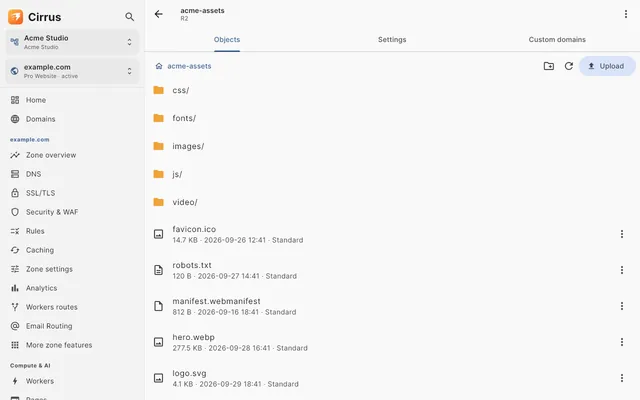 Cirrus
Acme Studio
Acme Studio
example.com
Pro Website · active
Home
Domains
example.com
Zone overview
DNS
SSL/TLS
Security & WAF
Rules
Caching
Zone settings
Analytics
Workers routes
Email Routing
More zone features
Compute & AI
Workers
Pages
acme-assets
R2
Objects
Settings
Custom domains
acme-assets
Upload
css/
fonts/
images/
js/
video/
favicon.ico
14.7 KB · 2026-09-26 12:41 · Standard
robots.txt
120 B · 2026-09-27 14:41 · Standard
manifest.webmanifest
812 B · 2026-09-16 18:41 · Standard
hero.webp
277.5 KB · 2026-09-28 16:41 · Standard
logo.svg
4.1 KB · 2026-09-29 18:41 · Standard